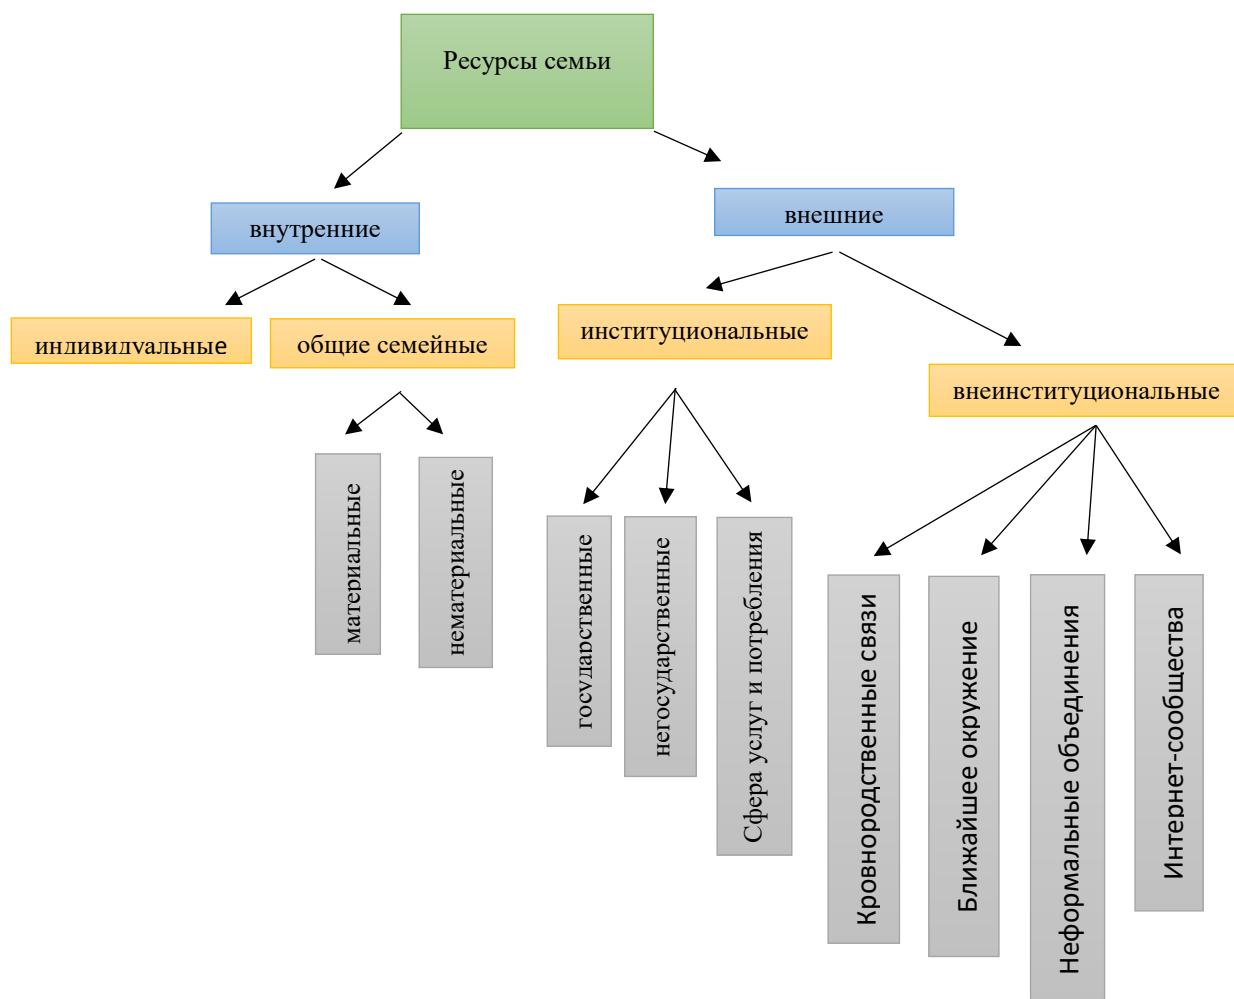 Ресурсы семьи
внутренние
внешние
индивидуальные
общие семейные
институциональные
внеинституциональные
материальные
нематериальные
государственные
негосударственные
Сфера услуг и потребления
Кровнородственные связи
Ближайшее окружение
Неформальные объединения
Интернет-сообщества